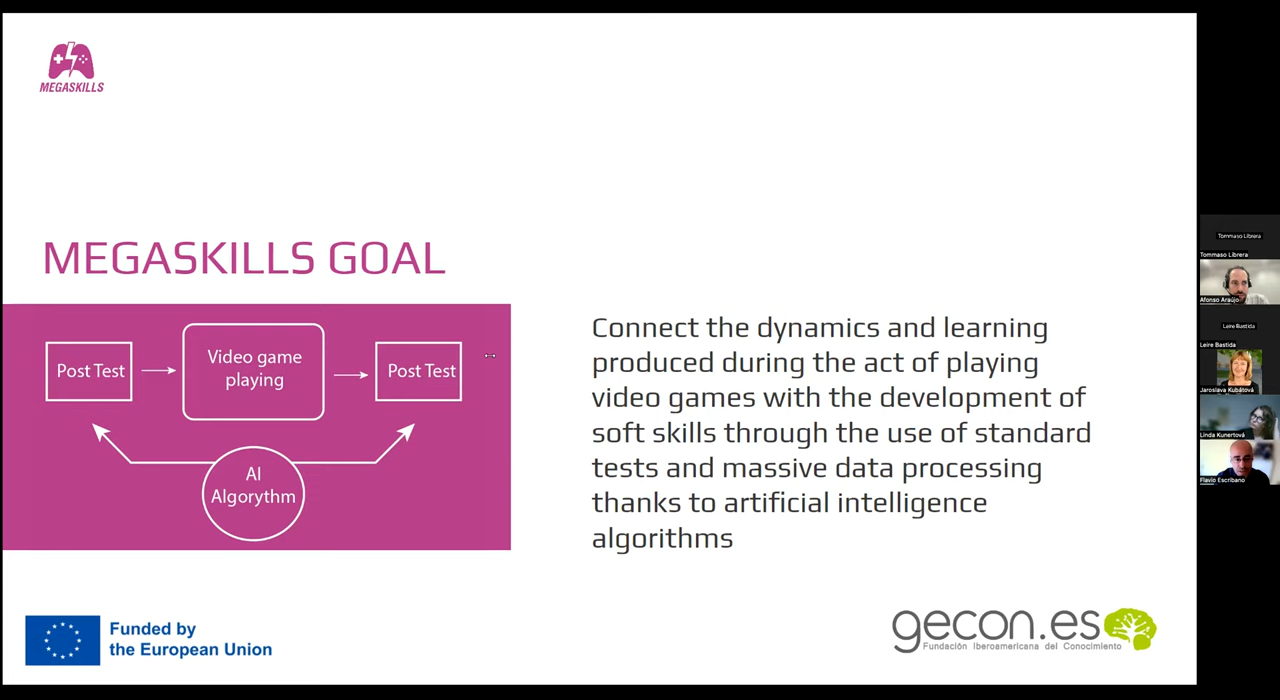 MEGASKILLS
MEGASKILLS GOAL
Post Test
Video game
playing
Post Test
AI
Algorythm
Connect the dynamics and learning
produced during the act of playing
video games with the development of
soft skills through the use of standard
tests and massive data processing
thanks to artificial intelligence
algorithms
Funded by
the European Union
gecon.es
Fundación Iberoamericana del Conocimiento
Tommaso Librera
Tommaso Librera
Afonso Araújo
Leire Bastida
Leire Bastida
Jaroslava Kubátová
Linda Kunertová
Flavio Escribano